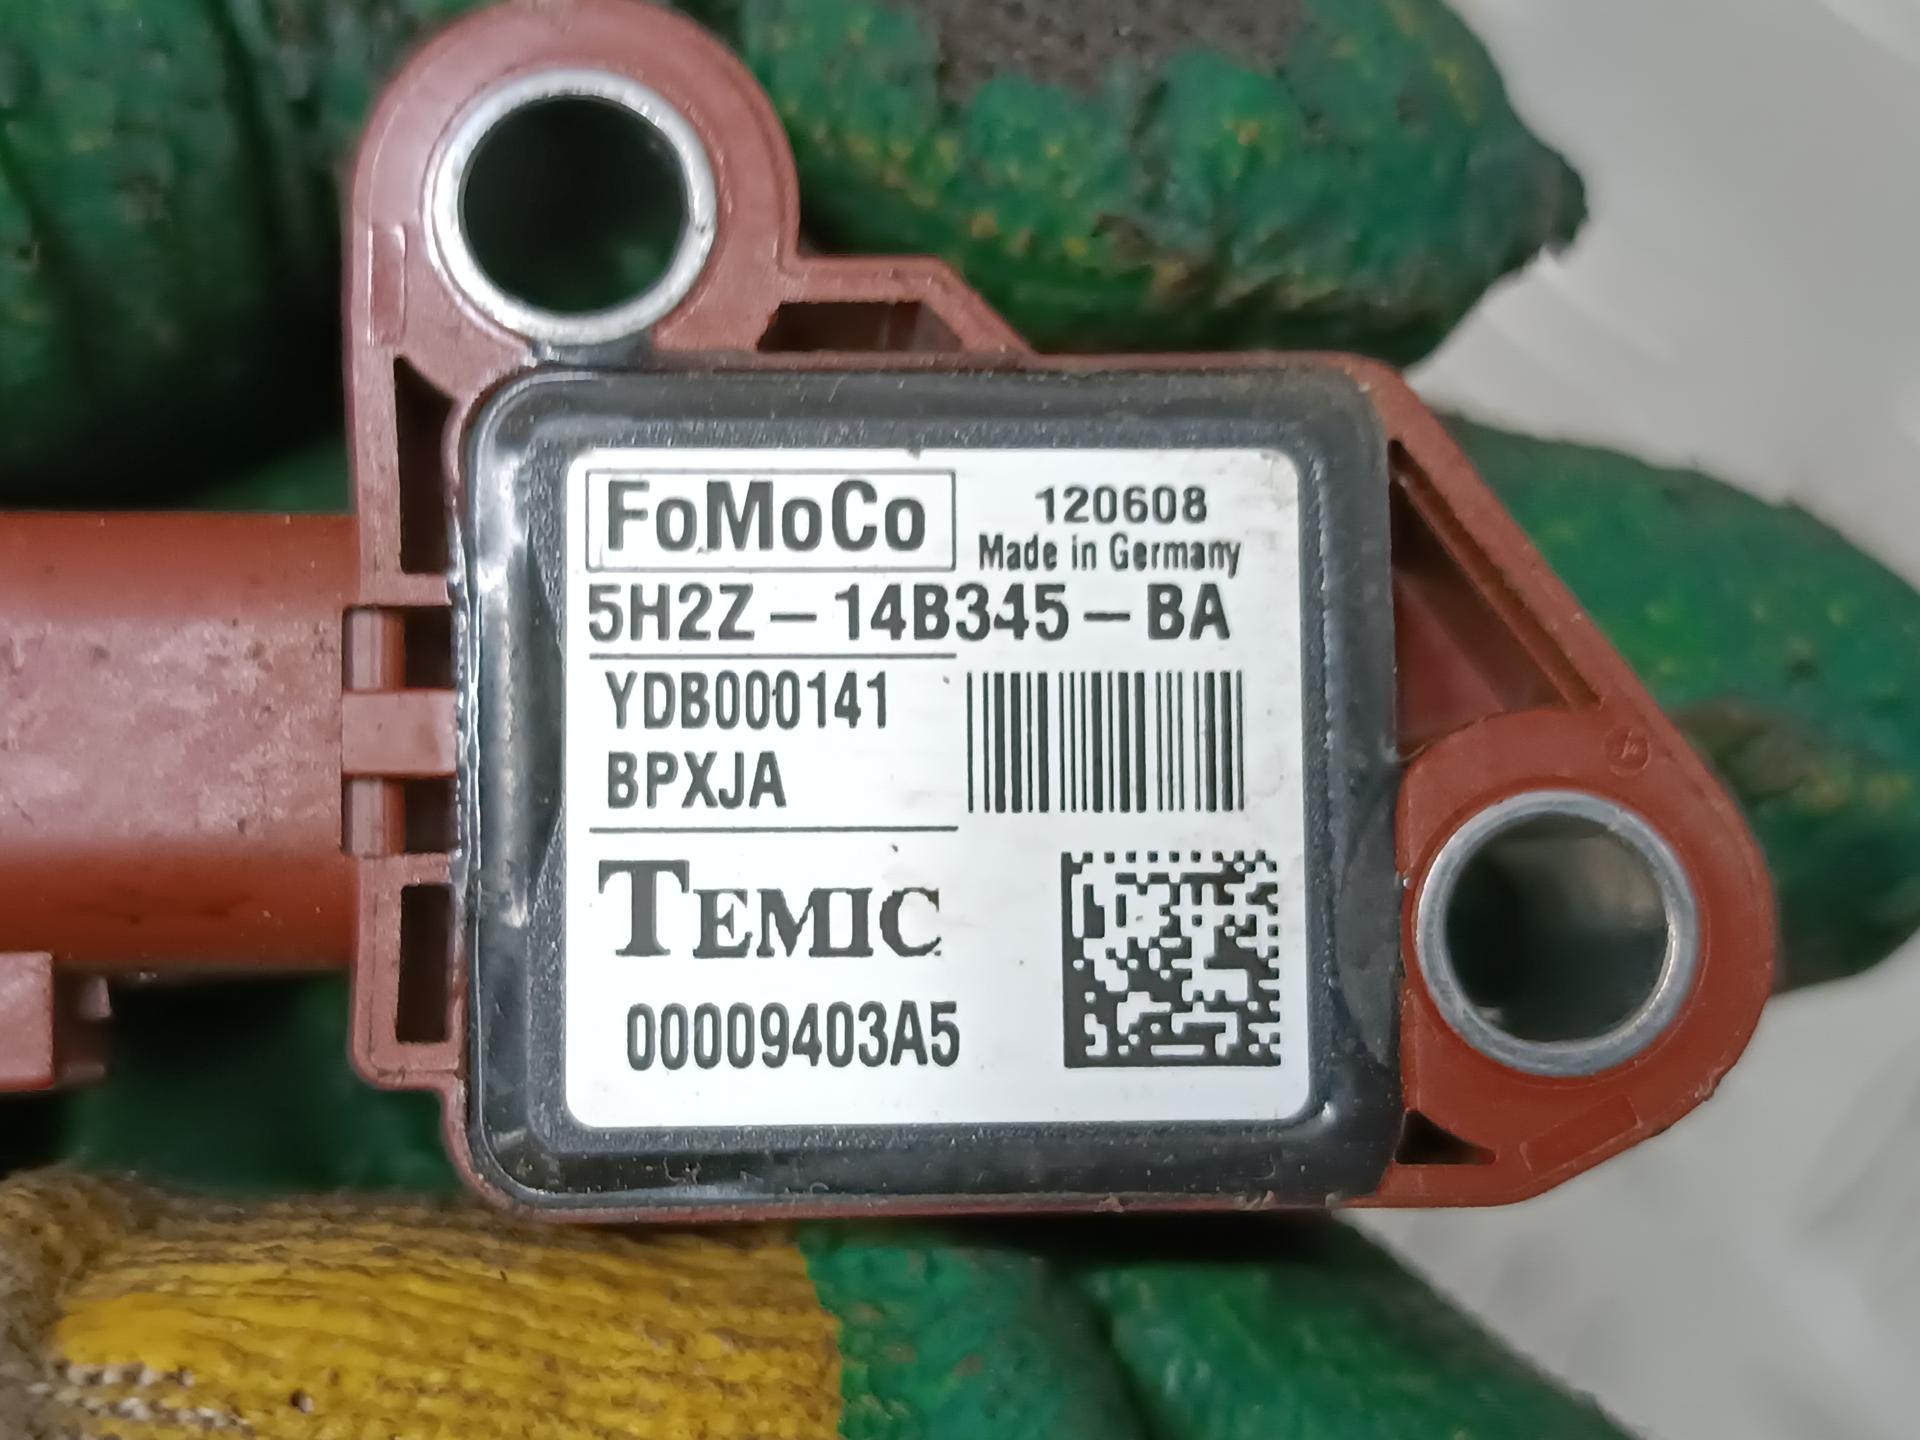 FoMoCo
120608
Made in Germany
5H2Z-14B345-BA
YDB000141
BPXJA
TEMIC
00009403A5